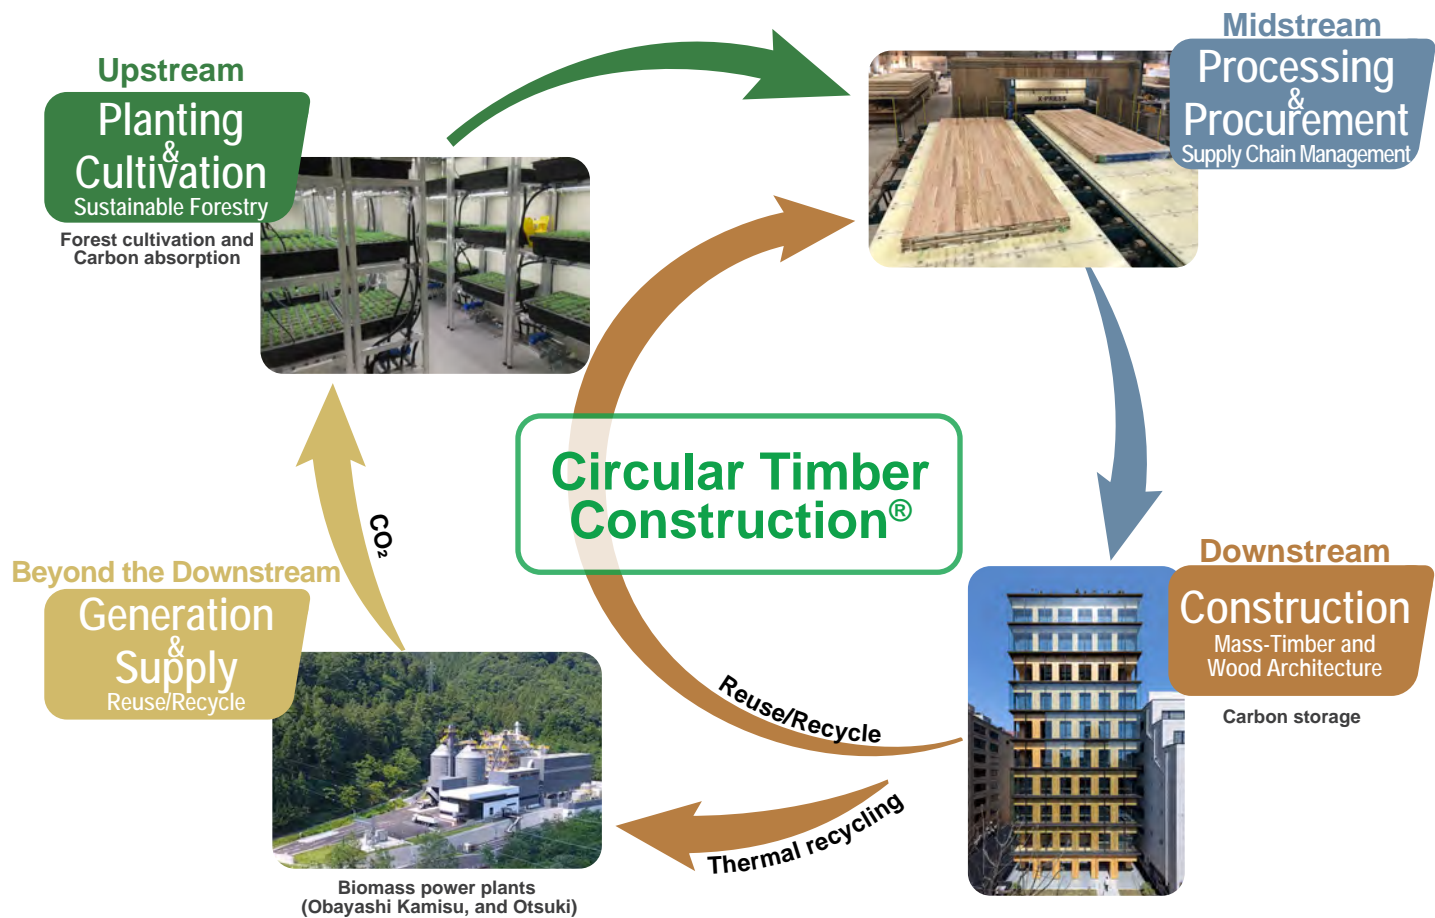 Upstream
Planting
&
Cultivation
Sustainable Forestry
Forest cultivation and
Carbon absorption
Midstream
Processing
&
Procurement
Supply Chain Management
X-PRESS
Circular Timber
Construction®
CO₂
Beyond the Downstream
Generation
&
Supply
Reuse/Recycle
Downstream
Construction
Mass-Timber and
Wood Architecture
Carbon storage
Reuse/Recycle
Thermal recycling
Biomass power plants
(Obayashi Kamisu, and Otsuki)